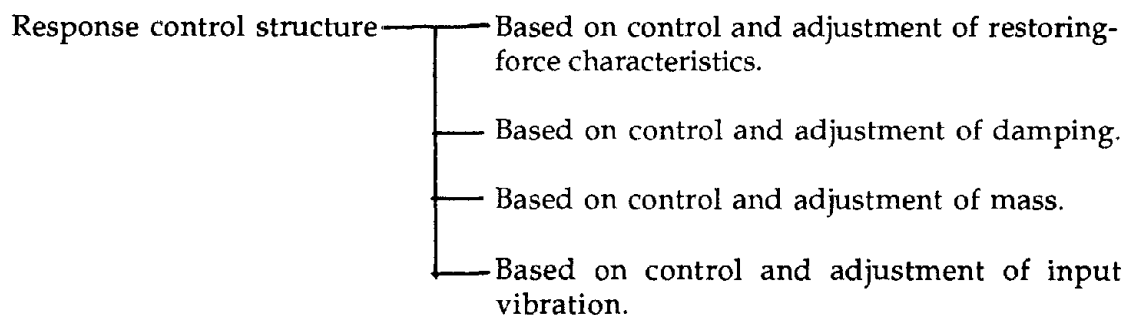 Response control structure Based on control and adjustment of restoring-
force characteristics.
Based on control and adjustment of damping.
Based on control and adjustment of mass.
Based on control and adjustment of input
vibration.